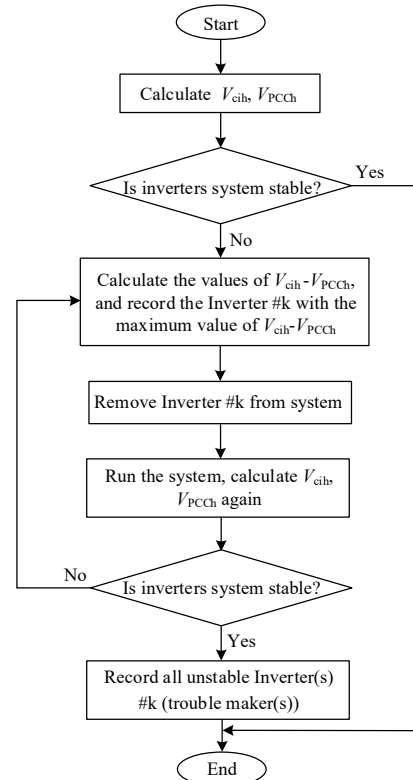 Start
Calculate V_cih, V_PCCh
Is inverters system stable?
Yes
No
Calculate the values of V_cih-V_PCCh,
and record the Inverter #k with the
maximum value of V_cih-V_PCCh
Remove Inverter #k from system
Run the system, calculate V_cih,
V_PCCh again
No
Is inverters system stable?
Yes
Record all unstable Inverter(s)
#k (trouble maker(s))
End